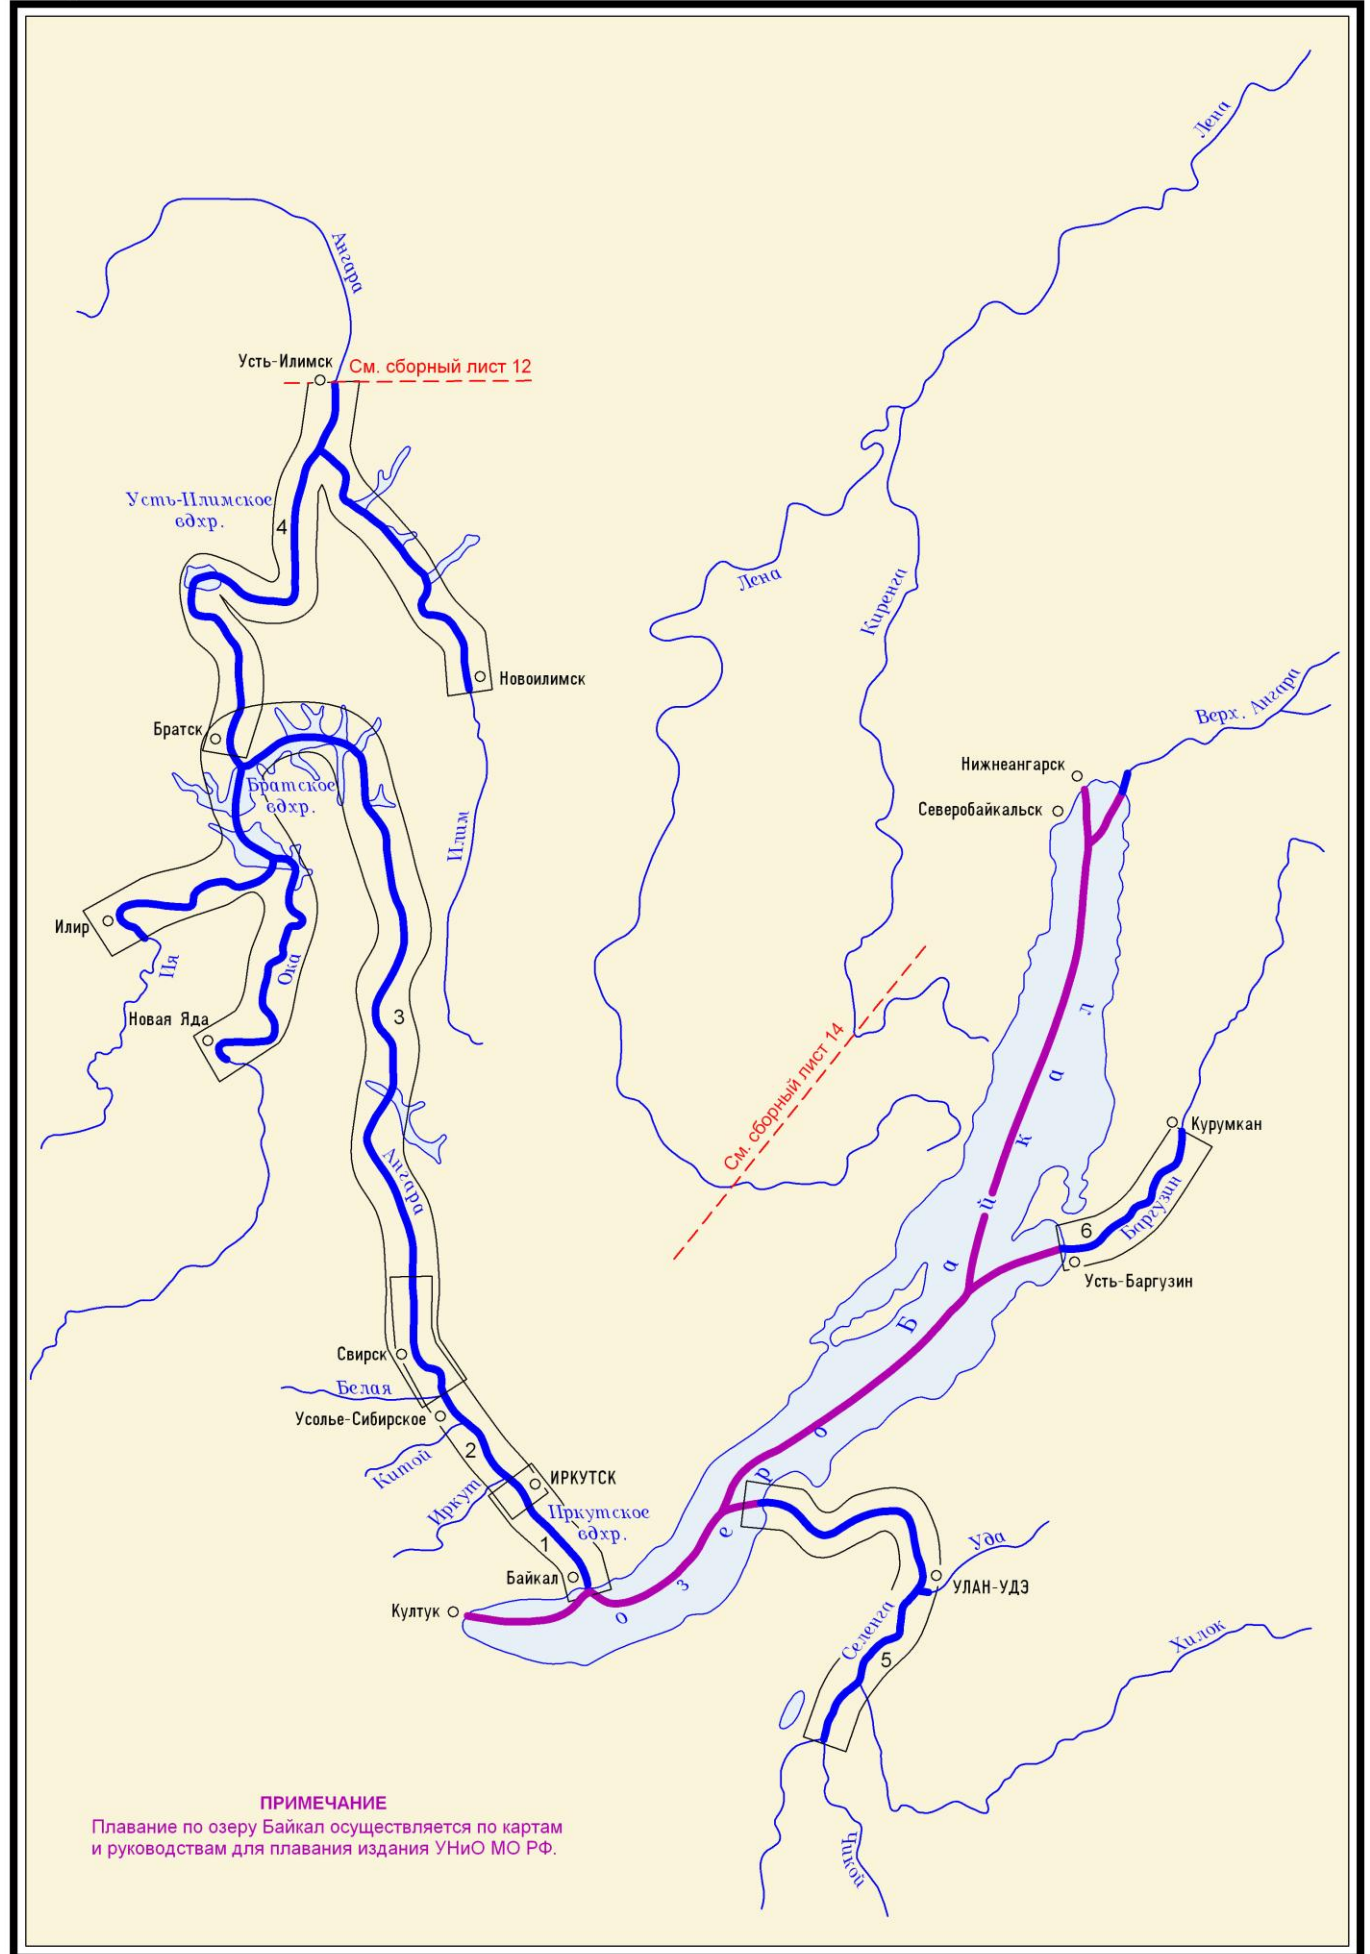 Лена
Ангара
Усть-Илимск
См. сборный лист 12
Усть-Илимское
вдхр.
4
Лена
Киренга
Новоилимск
Верх. Ангара
Братск
Нижнеангарск
Братское
вдхр.
Северобайкальск
Илим
Илир
Ия
Ока
Новая Яда
3
См. сборный лист 14
Курумкан
Ангара
Баргузин
6
Усть-Баргузин
озеро Байкал
Свирск
Белая
Усолье-Сибирское
2
Китой
ИРКУТСК
Иркут
Иркутское
вдхр.
1
Байкал
Култук
Уда
УЛАН-УДЭ
Селенга
5
Хилок
Чикой
ПРИМЕЧАНИЕ
Плавание по озеру Байкал осуществляется по картам
и руководствам для плавания издания УНиО МО РФ.